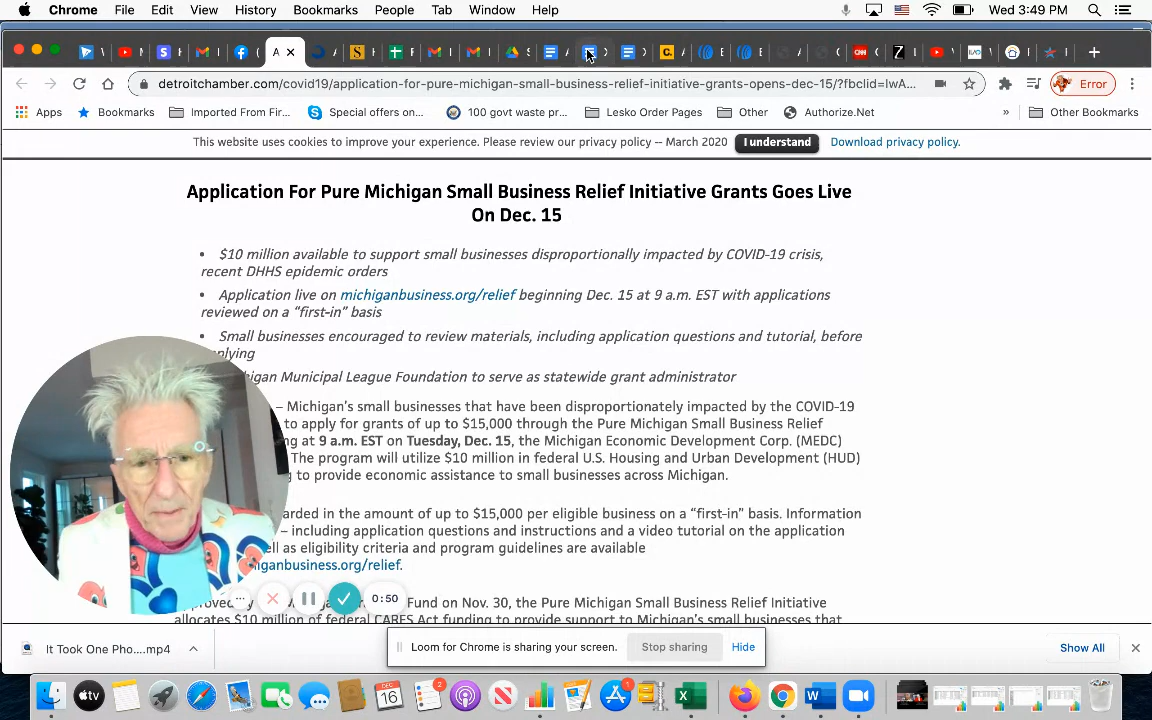 Chrome File Edit View History Bookmarks People Tab Window Help Wed 3:49 PM
detroitchamber.com/covid19/application-for-pure-michigan-small-business-relief-initiative-grants-opens-dec-15/?fbclid=IwA... Error
Apps Bookmarks Imported From Fir... Special offers on... 100 govt waste pr... Lesko Order Pages Other Authorize.Net » Other Bookmarks
This website uses cookies to improve your experience. Please review our privacy policy -- March 2020 I understand Download privacy policy.
Application For Pure Michigan Small Business Relief Initiative Grants Goes Live
On Dec. 15
• $10 million available to support small businesses disproportionally impacted by COVID-19 crisis,
recent DHHS epidemic orders
• Application live on michiganbusiness.org/relief beginning Dec. 15 at 9 a.m. EST with applications
reviewed on a "first-in" basis
• Small businesses encouraged to review materials, including application questions and tutorial, before
plying
igan Municipal League Foundation to serve as statewide grant administrator
– Michigan's small businesses that have been disproportionately impacted by the COVID-19
to apply for grants of up to $15,000 through the Pure Michigan Small Business Relief
ng at 9 a.m. EST on Tuesday, Dec. 15, the Michigan Economic Development Corp. (MEDC)
The program will utilize $10 million in federal U.S. Housing and Urban Development (HUD)
g to provide economic assistance to small businesses across Michigan.
arded in the amount of up to $15,000 per eligible business on a "first-in" basis. Information
– including application questions and instructions and a video tutorial on the application
ell as eligibility criteria and program guidelines are available
iganbusiness.org/relief.
Fund on Nov. 30, the Pure Michigan Small Business Relief Initiative
allocates $10 million of federal CARES Act funding to provide support to Michigan's small businesses that
0:50
Loom for Chrome is sharing your screen. Stop sharing Hide
It Took One Pho....mp4 Show All